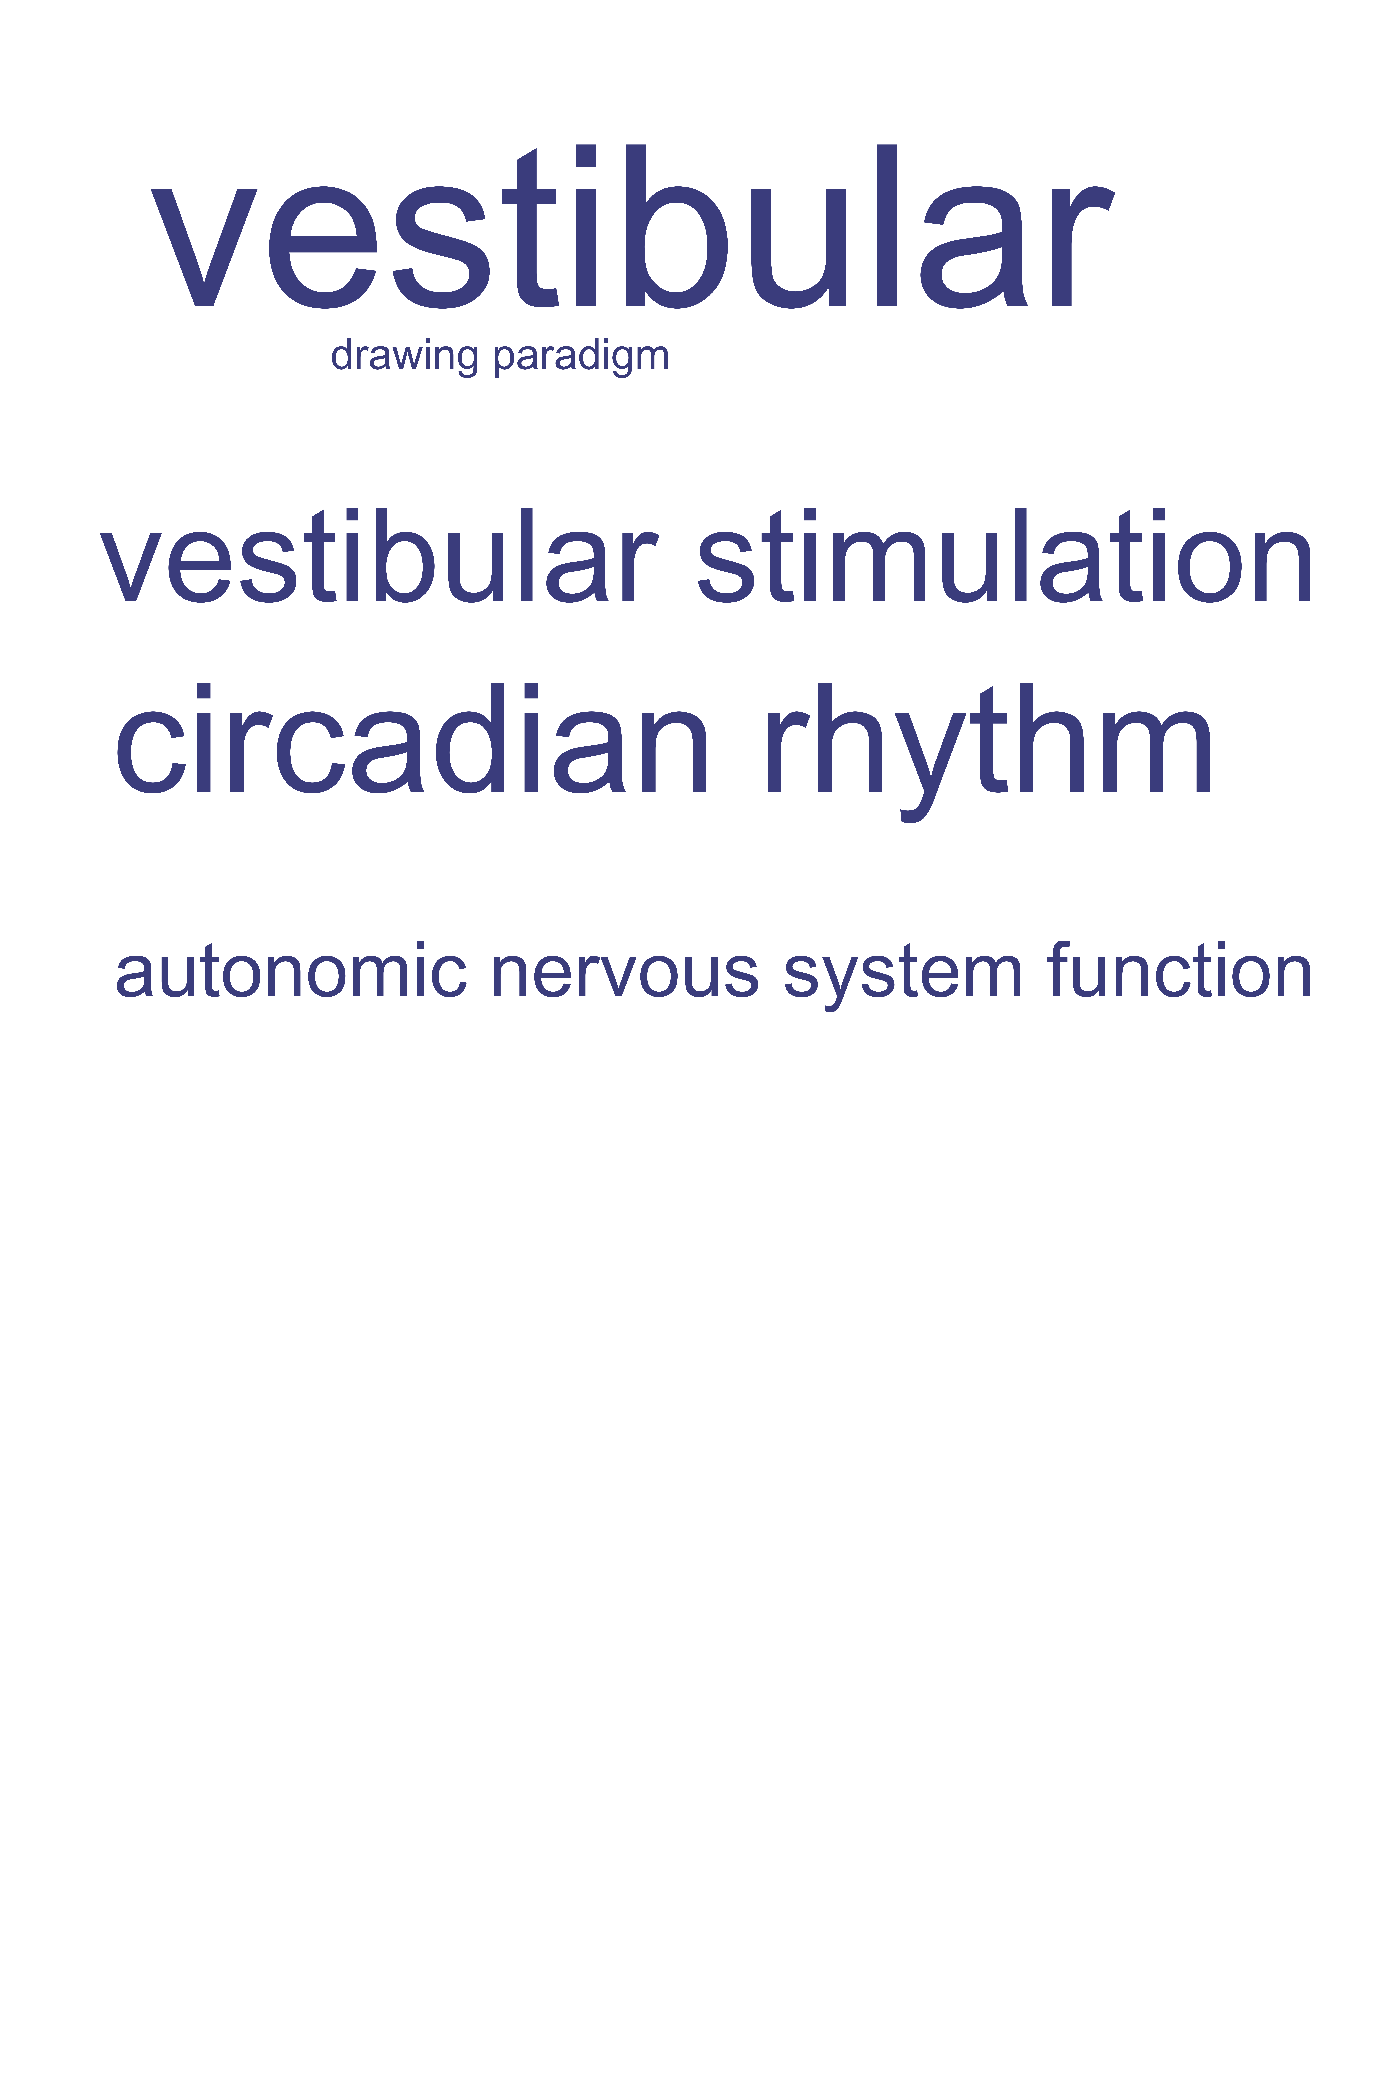 vestibular
drawing paradigm
vestibular stimulation
circadian rhythm
autonomic nervous system function